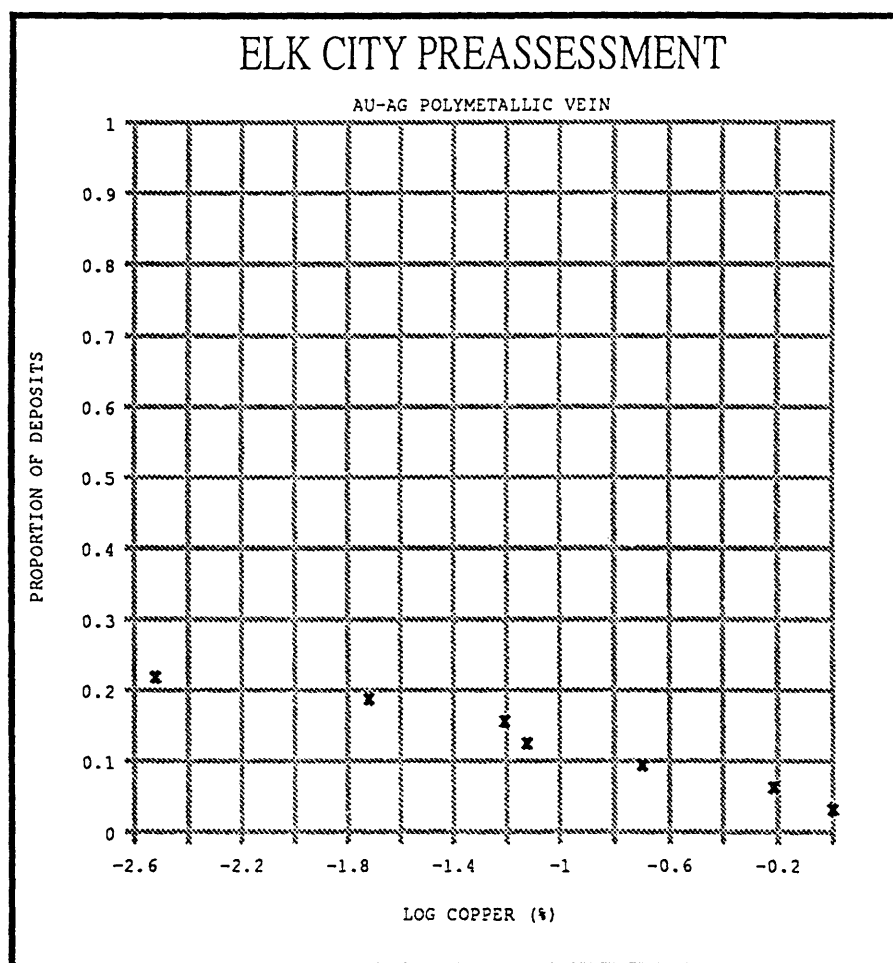 ELK CITY PREASSESSMENT
AU-AG POLYMETALLIC VEIN
1
0.9
0.8
0.7
0.6
0.5
0.4
0.3
0.2
0.1
0
PROPORTION OF DEPOSITS
-2.6 -2.2 -1.8 -1.4 -1 -0.6 -0.2
LOG COPPER (%)